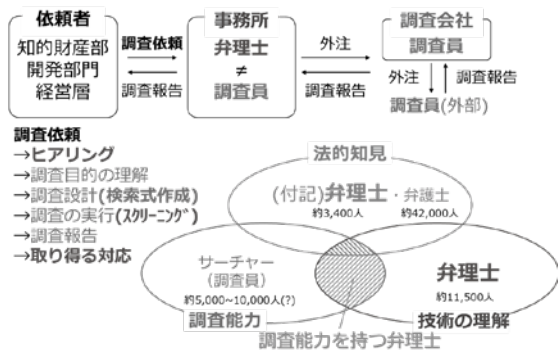 依頼者
知的財産部
開発部門
経営層
調査依頼
調査報告
事務所
弁理士
≠
調査員
外注
調査報告
調査会社
調査員
外注
調査報告
調査員(外部)
調査依頼
→ヒアリング
→調査目的の理解
→調査設計(検索式作成)
→調査の実行(ｽｸﾘｰﾆﾝｸﾞ)
→調査報告
→取り得る対応
法的知見
(付記)弁理士・弁護士
約3,400人 約42,000人
サーチャー
(調査員)
約5,000~10,000人(?)
調査能力
弁理士
約11,500人
技術の理解
調査能力を持つ弁理士